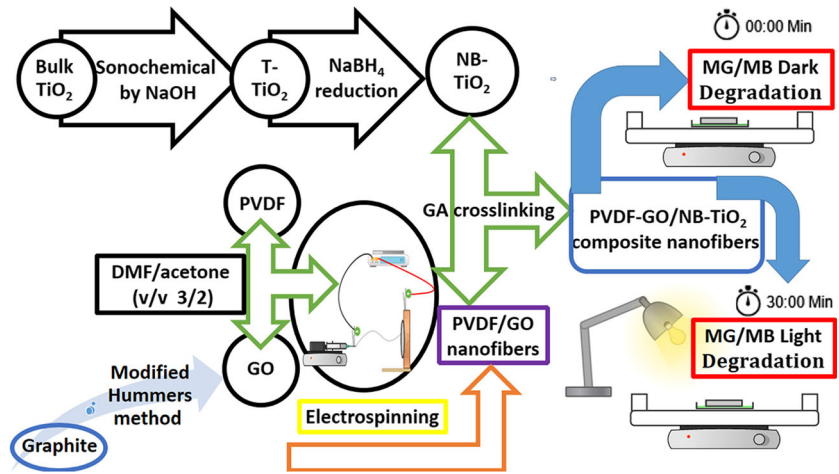 Bulk
TiO₂
Sonochemical
by NaOH
T-
TiO₂
NaBH₄
reduction
NB-
TiO₂
00:00 Min
MG/MB Dark
Degradation
PVDF
GA crosslinking
PVDF-GO/NB-TiO₂
composite nanofibers
DMF/acetone
(v/v 3/2)
30:00 Min
PVDF/GO
nanofibers
MG/MB Light
Degradation
GO
Modified
Hummers
method
Electrospinning
Graphite